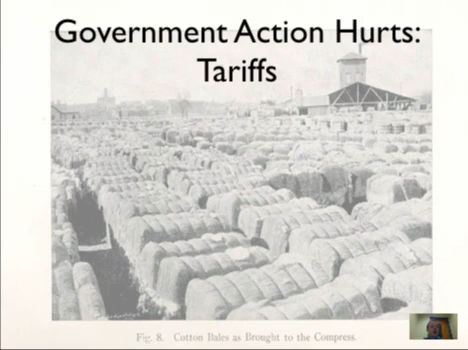 Government Action Hurts:
Tariffs
Fig. 8. Cotton Bales as Brought to the Compress.